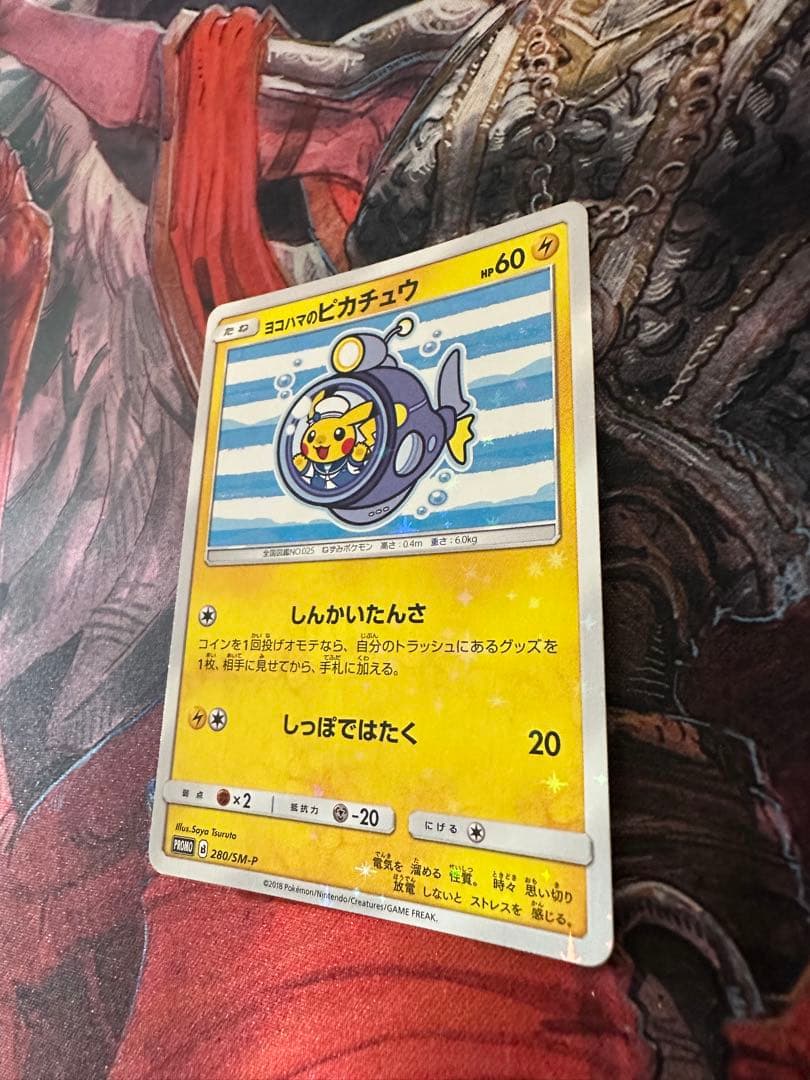 たね ヨコハマのピカチュウ HP60
全国図鑑NO.025 ねずみポケモン 高さ:0.4m 重さ:6.0kg
しんかいたんさ
コインを1回投げオモテなら、自分のトラッシュにあるグッズを
1枚、相手に見せてから、手札に加える。
しっぽではたく 20
弱点 ×2 抵抗力 -20 にげる
Illus.Saya Tsuruta
PROMO B 280/SM-P
電気を 溜める 性質。 時々 思い切り
放電 しないと ストレスを 感じる。
©2018 Pokémon/Nintendo/Creatures/GAME FREAK.